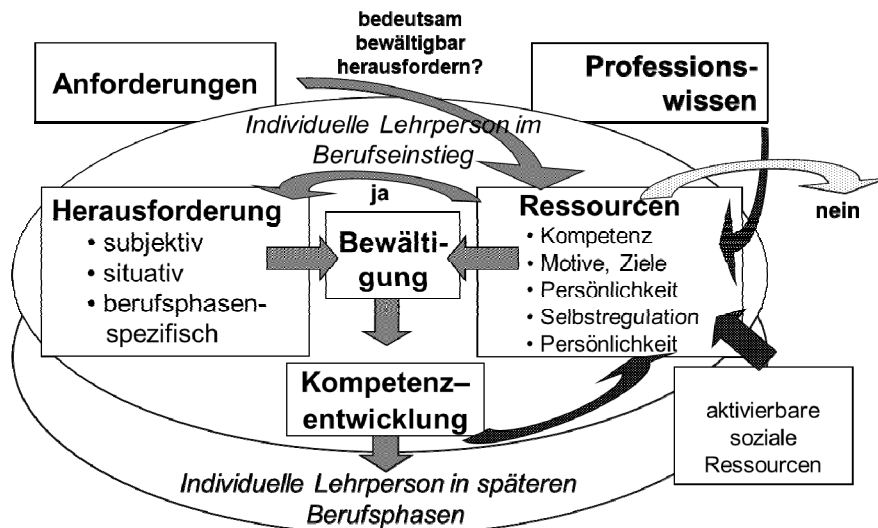 bedeutsam
bewältigbar
herausfordern?
Anforderungen
Professions-
wissen
Individuelle Lehrperson im
Berufseinstieg
ja
nein
Herausforderung
• subjektiv
• situativ
• berufsphasen-
spezifisch
Bewälti-
gung
Ressourcen
• Kompetenz
• Motive, Ziele
• Persönlichkeit
• Selbstregulation
• Persönlichkeit
Kompetenz–
entwicklung
aktivierbare
soziale
Ressourcen
Individuelle Lehrperson in späteren
Berufsphasen